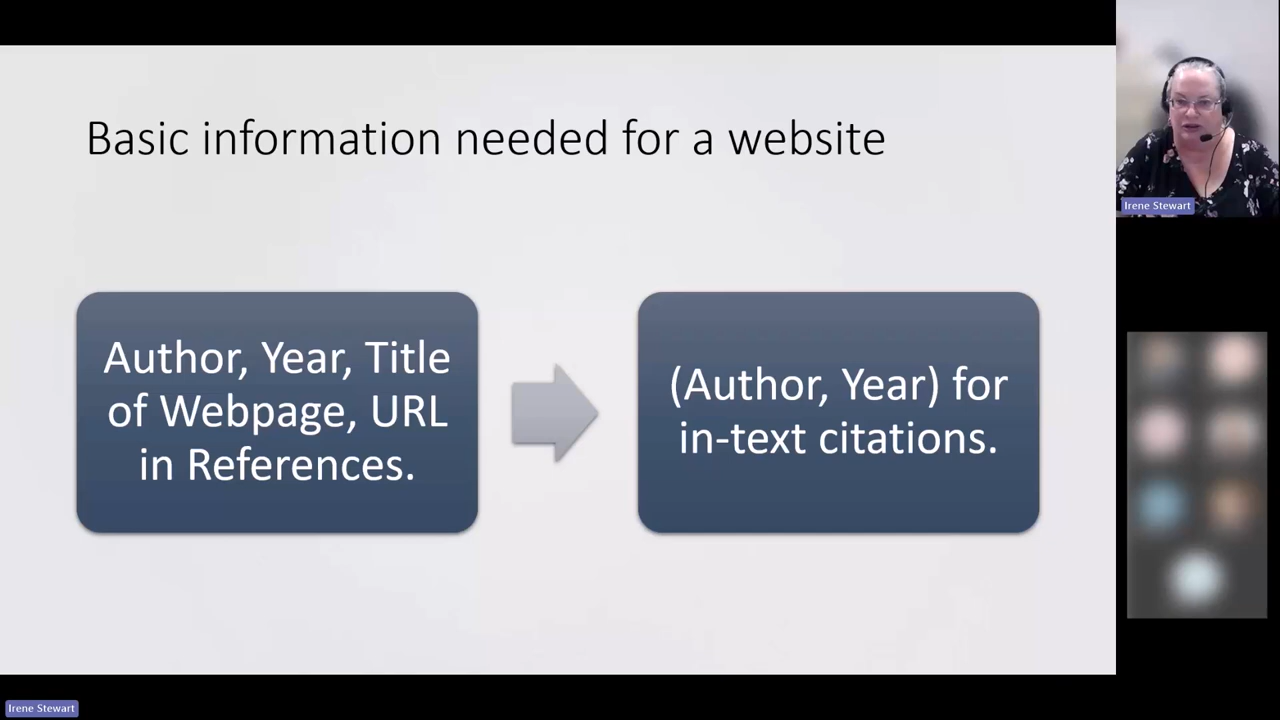 Basic information needed for a website
Author, Year, Title
of Webpage, URL
in References.
(Author, Year) for
in-text citations.
Irene Stewart
Irene Stewart